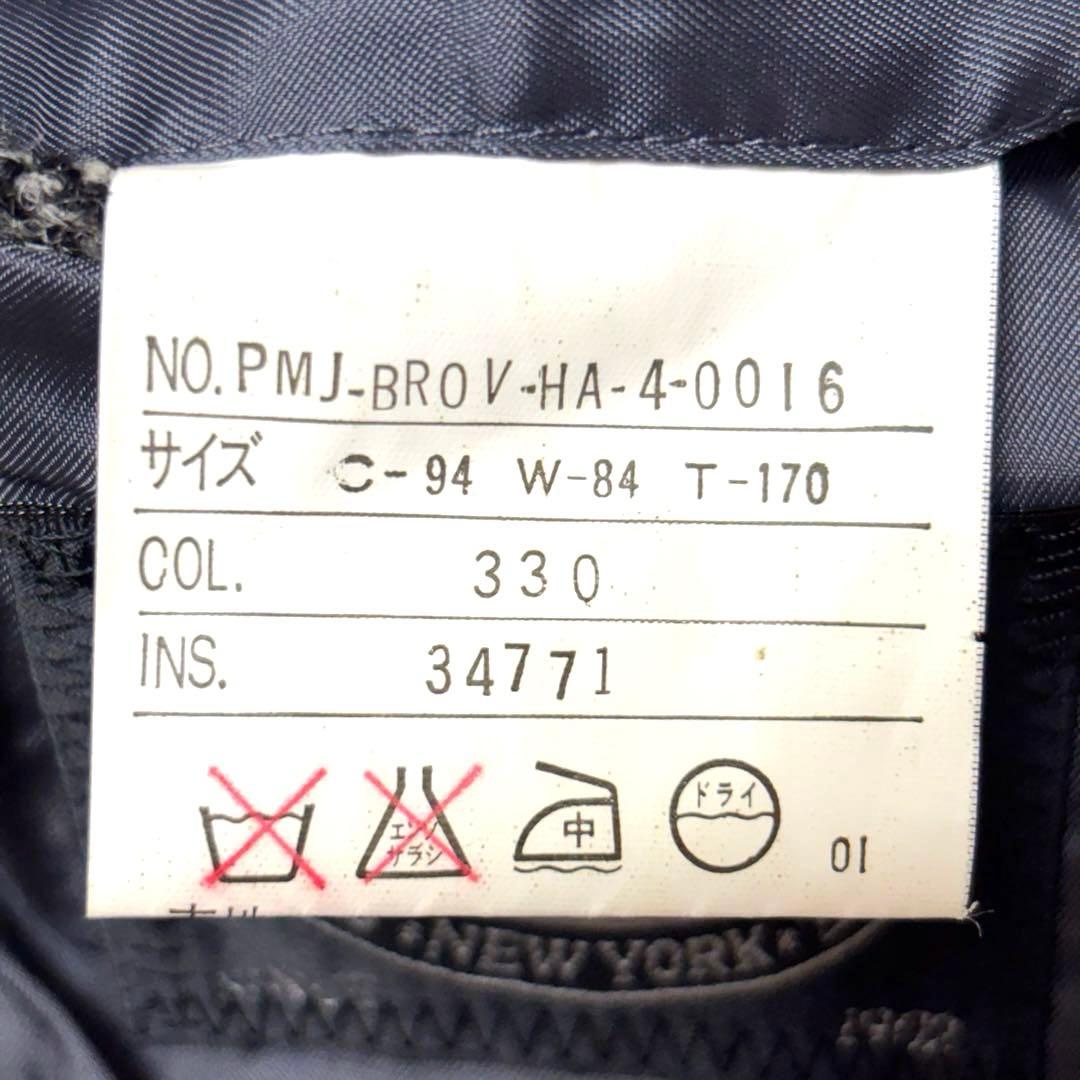 NO.PMJ-BROV-HA-4-0016
サイズ C-94 W-84 T-170
COL. 330
INS. 34771
エンソ
サラシ
中
ドライ
01
NEW YORK